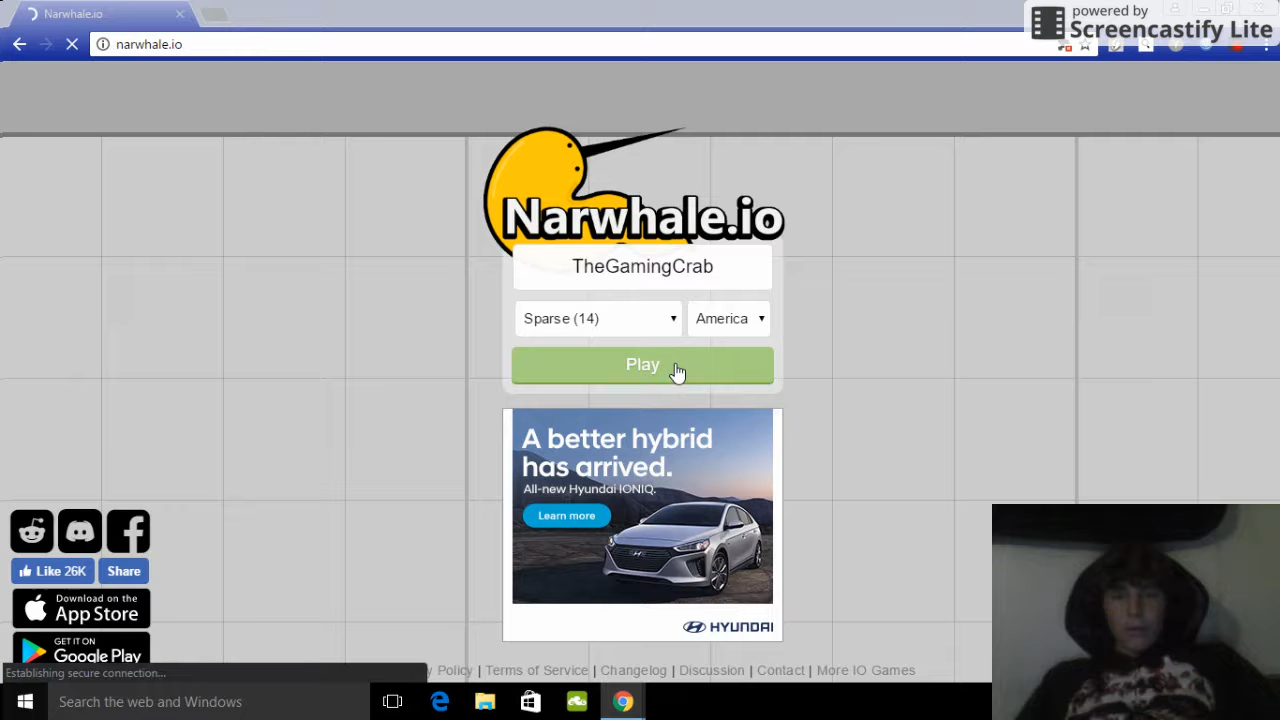 Narwhale.io
powered by
Screencastify Lite
narwhale.io
Narwhale.io
TheGamingCrab
Sparse (14)
America
Play
A better hybrid
has arrived.
All-new Hyundai IONIQ.
Learn more
HYUNDAI
Like 26K
Share
Download on the
App Store
GET IT ON
Google Play
Establishing secure connection...
y Policy | Terms of Service | Changelog | Discussion | Contact | More IO Games
Search the web and Windows